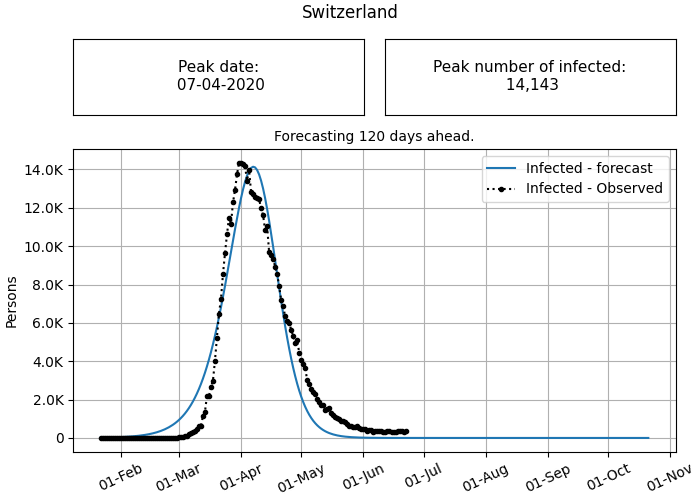 Switzerland
Peak date:
07-04-2020
Peak number of infected:
14,143
Forecasting 120 days ahead.
Infected - forecast
Infected - Observed
Persons
14.0K
12.0K
10.0K
8.0K
6.0K
4.0K
2.0K
0
01-Feb
01-Mar
01-Apr
01-May
01-Jun
01-Jul
01-Aug
01-Sep
01-Oct
01-Nov